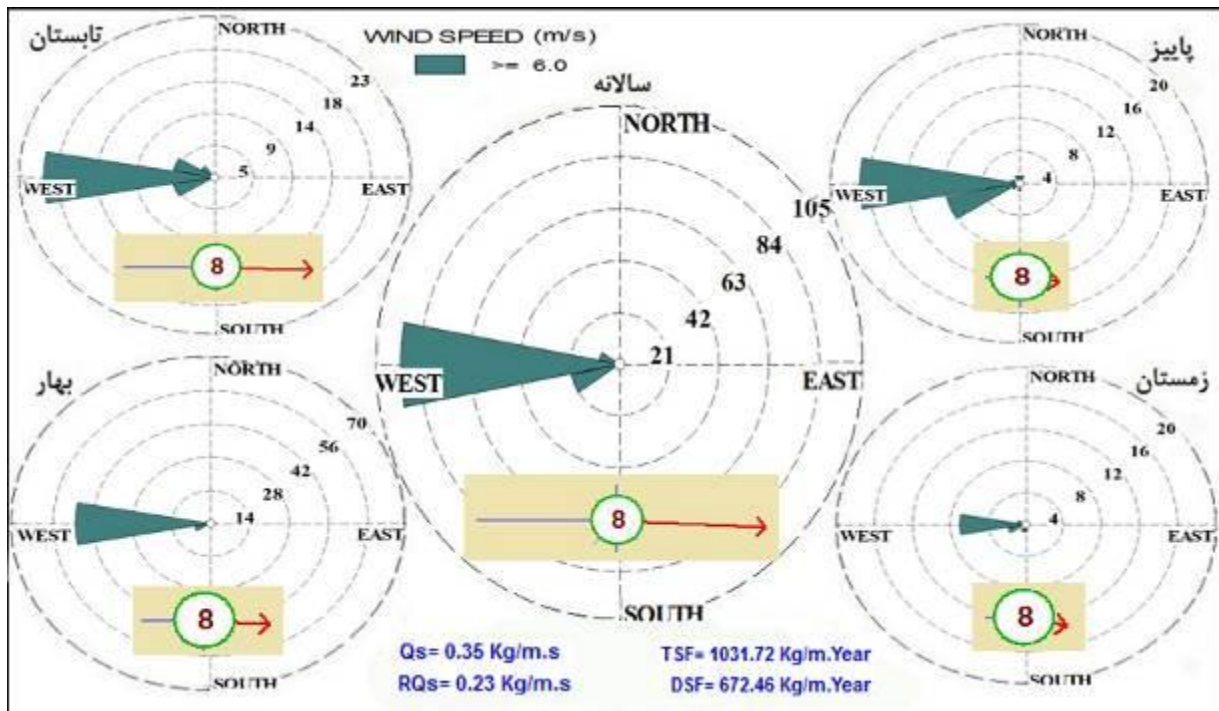 تابستان
NORTH
23
18
14
9
5
WEST
EAST
8
SOUTH
WIND SPEED (m/s)
>= 6.0
سالانه
NORTH
105
84
63
42
21
WEST
EAST
8
SOUTH
پاییز
NORTH
20
16
12
8
4
WEST
EAST
8
SOUTH
بهار
NORTH
70
56
42
28
14
WEST
EAST
8
SOUTH
زمستان
NORTH
20
16
12
8
4
WEST
EAST
8
SOUTH
Qs= 0.35 Kg/m.s
TSF= 1031.72 Kg/m.Year
RQs= 0.23 Kg/m.s
DSF= 672.46 Kg/m.Year